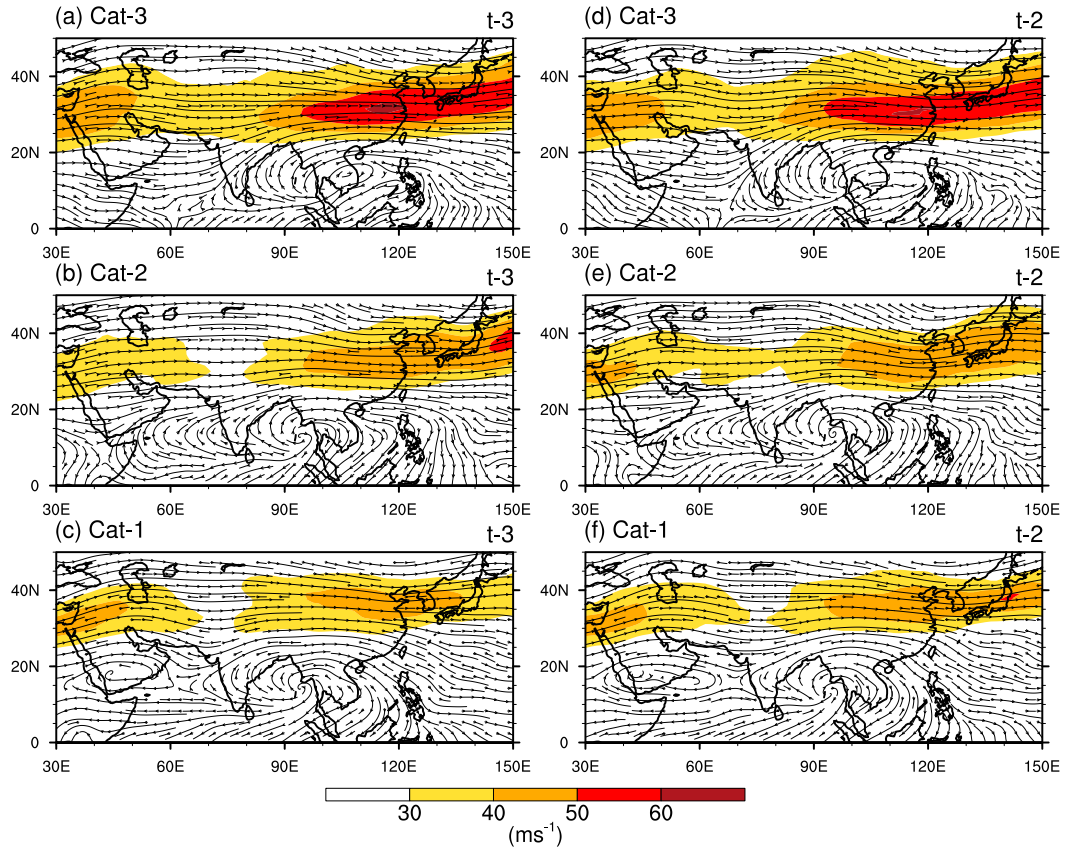 (a) Cat-3 t-3
(d) Cat-3 t-2
40N
20N
0
30E 60E 90E 120E 150E
40N
20N
0
30E 60E 90E 120E 150E
(b) Cat-2 t-3
(e) Cat-2 t-2
40N
20N
0
30E 60E 90E 120E 150E
40N
20N
0
30E 60E 90E 120E 150E
(c) Cat-1 t-3
(f) Cat-1 t-2
40N
20N
0
30E 60E 90E 120E 150E
40N
20N
0
30E 60E 90E 120E 150E
30 40 50 60
(ms⁻¹)